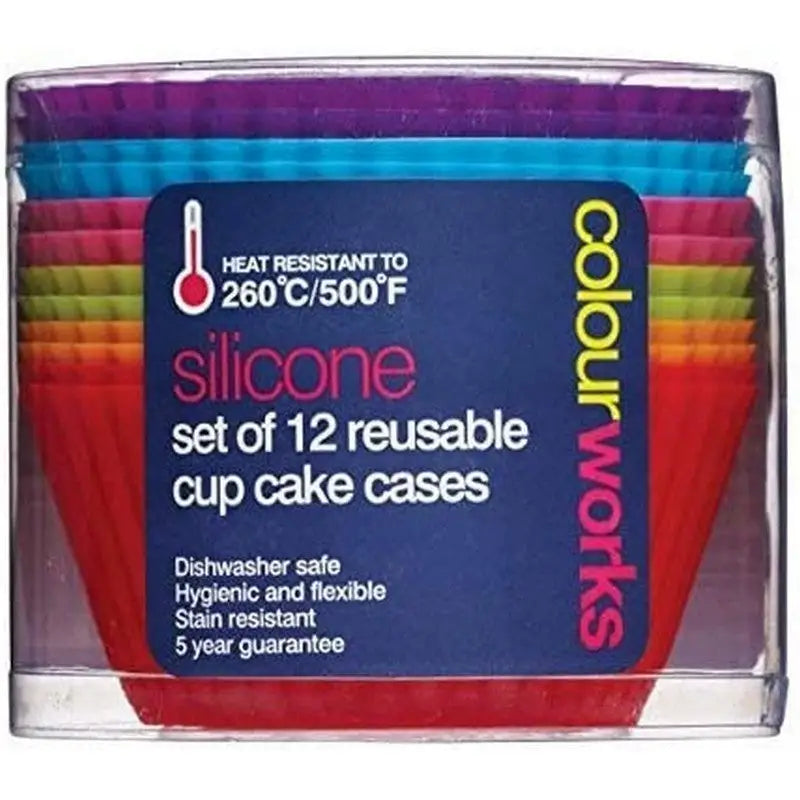 HEAT RESISTANT TO
260°C/500°F
silicone
set of 12 reusable
cup cake cases
Dishwasher safe
Hygienic and flexible
Stain resistant
5 year guarantee
colourworks